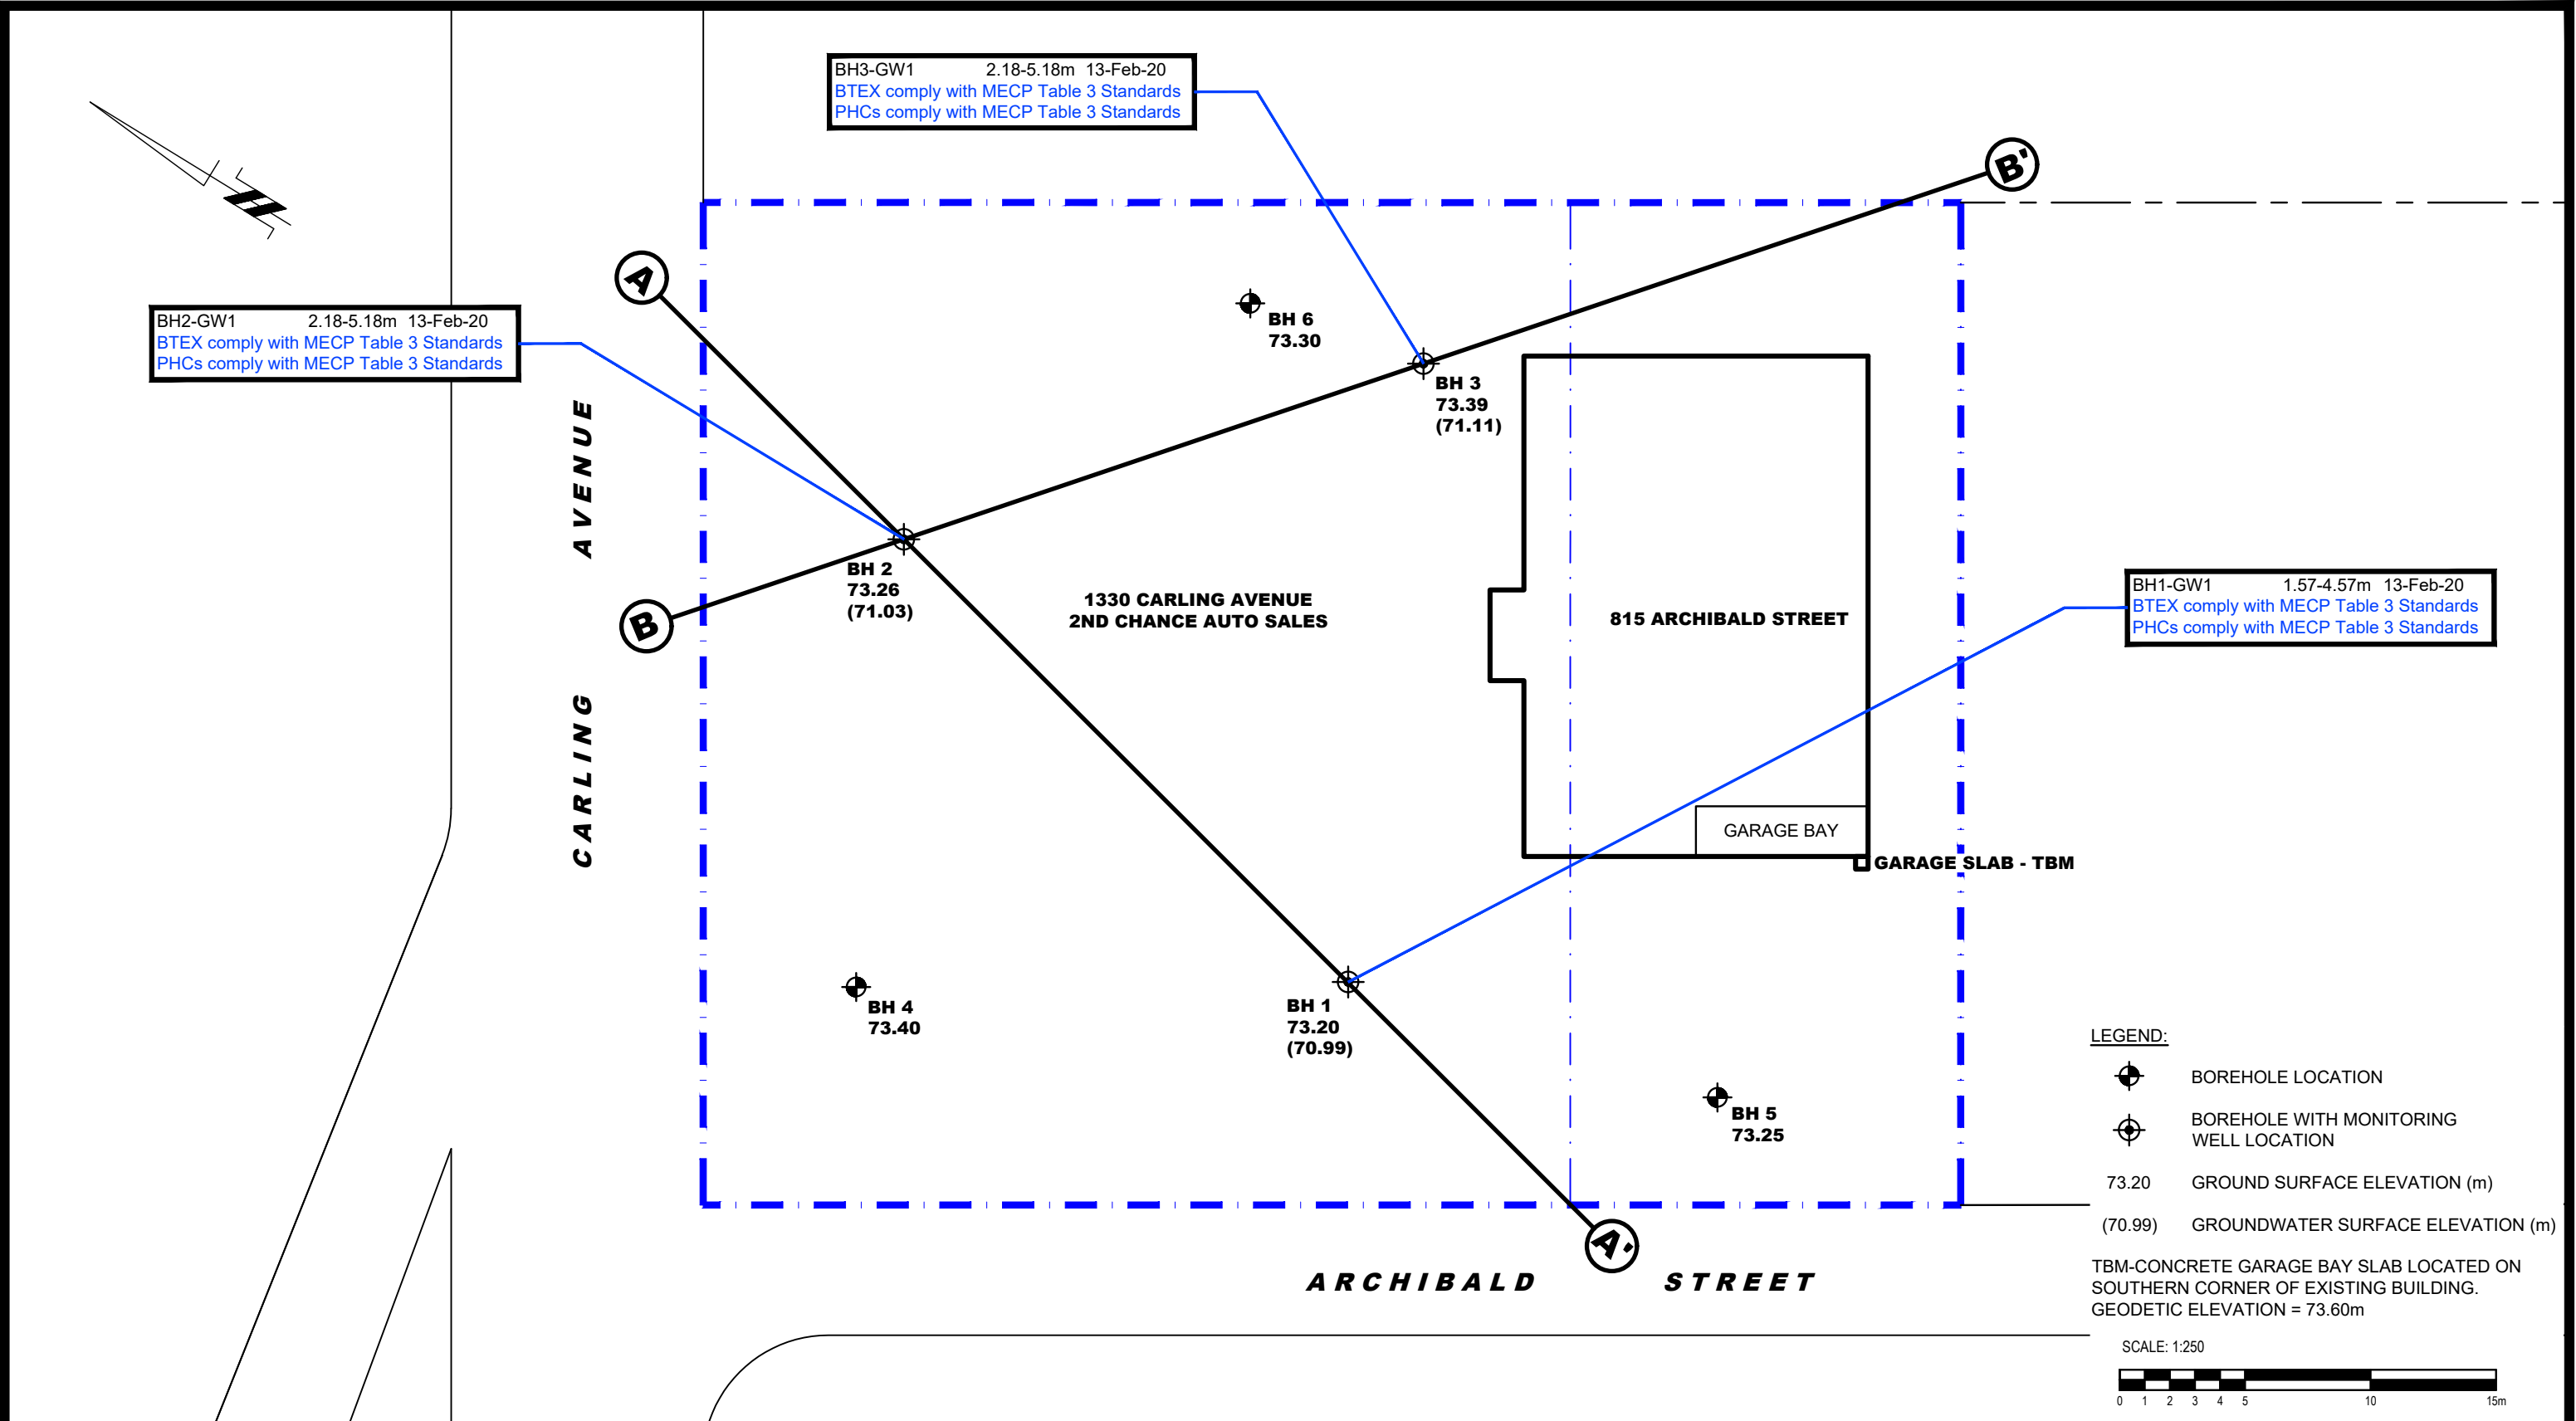 BH3-GW1 2.18-5.18m 13-Feb-20
BTEX comply with MECP Table 3 Standards
PHCs comply with MECP Table 3 Standards
B'
A
BH2-GW1 2.18-5.18m 13-Feb-20
BTEX comply with MECP Table 3 Standards
PHCs comply with MECP Table 3 Standards
BH 6
73.30
BH 3
73.39
(71.11)
BH 2
73.26
(71.03)
B
CARLING AVENUE
1330 CARLING AVENUE
2ND CHANCE AUTO SALES
815 ARCHIBALD STREET
BH1-GW1 1.57-4.57m 13-Feb-20
BTEX comply with MECP Table 3 Standards
PHCs comply with MECP Table 3 Standards
GARAGE BAY
GARAGE SLAB - TBM
BH 4
73.40
BH 1
73.20
(70.99)
BH 5
73.25
A'
ARCHIBALD STREET
LEGEND:
BOREHOLE LOCATION
BOREHOLE WITH MONITORING
WELL LOCATION
73.20 GROUND SURFACE ELEVATION (m)
(70.99) GROUNDWATER SURFACE ELEVATION (m)
TBM-CONCRETE GARAGE BAY SLAB LOCATED ON
SOUTHERN CORNER OF EXISTING BUILDING.
GEODETIC ELEVATION = 73.60m
SCALE: 1:250
0 1 2 3 4 5 10 15m